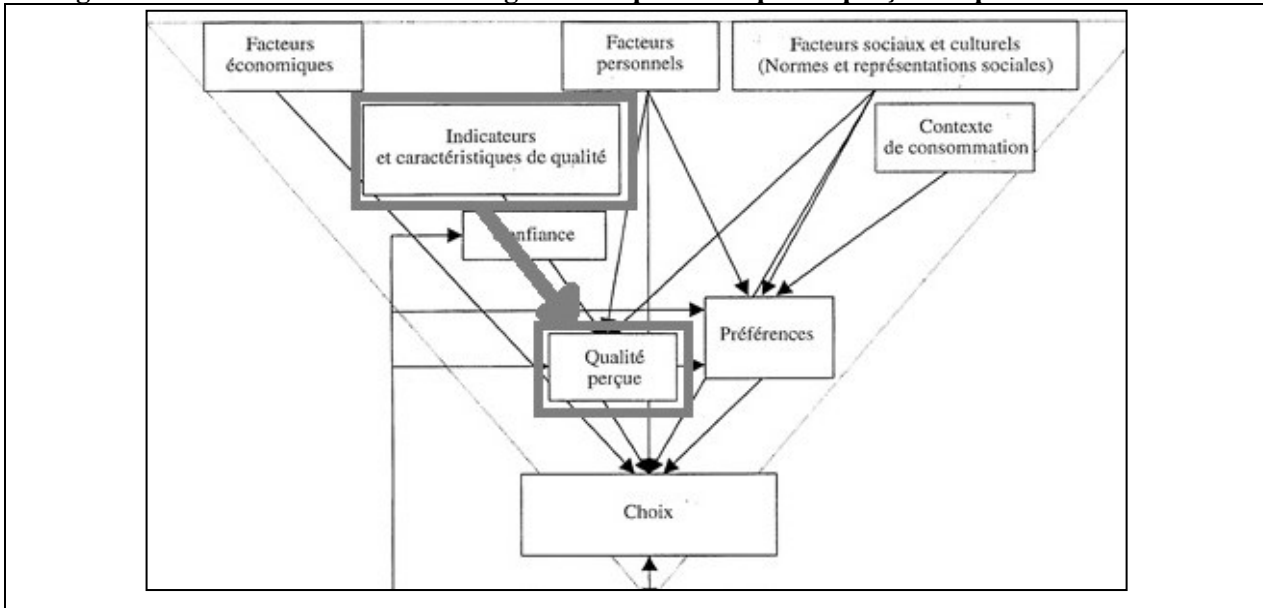 Facteurs
économiques
Facteurs
personnels
Facteurs sociaux et culturels
(Normes et représentations sociales)
Indicateurs
et caractéristiques de qualité
Contexte
de consommation
Préférences
Qualité
perçue
Choix